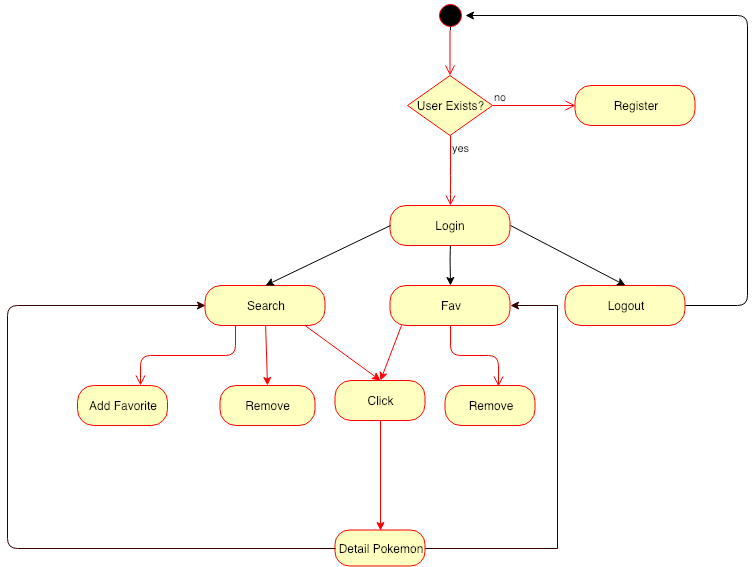 User Exists?
no
Register
yes
Login
Search
Fav
Logout
Add Favorite
Remove
Click
Remove
Detail Pokemon